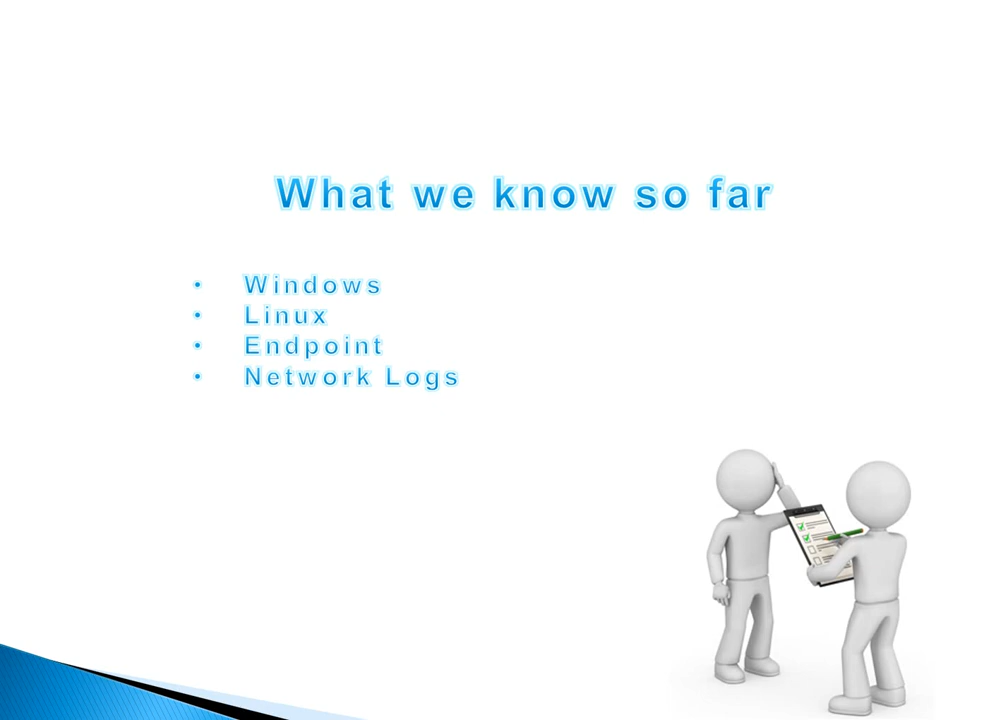 What we know so far
• Windows
• Linux
• Endpoint
• Network Logs